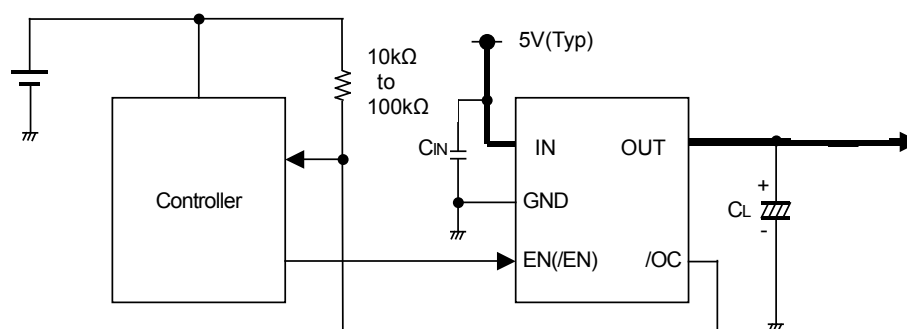 5V(Typ)
10kΩ
to
100kΩ
CIN
IN
OUT
Controller
GND
+
CL
-
EN(/EN)
/OC